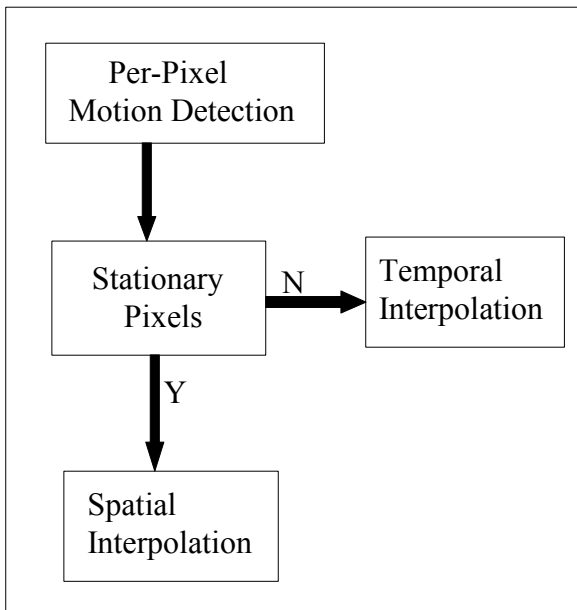 Per-Pixel
Motion Detection
Stationary
Pixels
N
Temporal
Interpolation
Y
Spatial
Interpolation